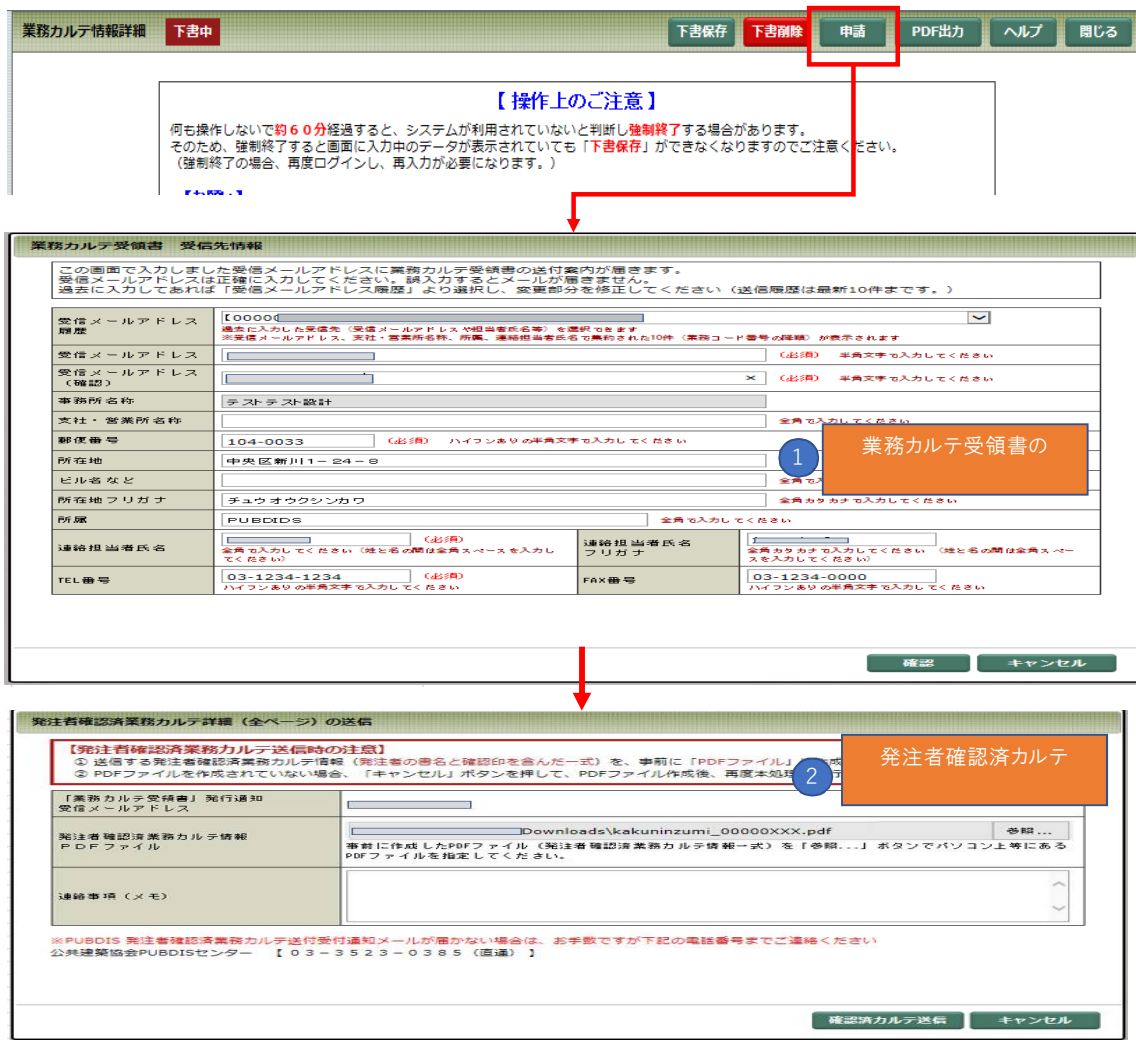 業務カルテ情報詳細 下書中 下書保存 下書削除 申請 PDF出力 ヘルプ 閉じる
【 操作上のご注意 】
何も操作しないで約６０分経過すると、システムが利用されていないと判断し強制終了する場合があります。
そのため、強制終了すると画面に入力中のデータが表示されていても「下書保存」ができなくなりますのでご注意ください。
（強制終了の場合、再度ログインし、再入力が必要になります。）
業務カルテ受領書　受信先情報
この画面で入力しました受信メールアドレスに業務カルテ受領書の送付案内が届きます。
受信メールアドレスは正確に入力してください。誤入力するとメールが届きません。
過去に入力してあれば「受信メールアドレス履歴」より選択し、変更部分を修正してください（送信履歴は最新10件まです。）
受信メールアドレス履歴
過去に入力した受信先（受信メールアドレスや担当者氏名等）を選択できます
※受信メールアドレス、支社・営業所名称、所属、連絡担当者氏名で集約された10件（業務コード番号の降順）が表示されます
受信メールアドレス （必須） 半角文字で入力してください
受信メールアドレス（確認） × （必須） 半角文字で入力してください
事務所名称 テストテスト設計
支社・営業所名称 全角で入力してください
郵便番号 104-0033 （必須） ハイフンありの半角文字で入力してください
1 業務カルテ受領書の
所在地 中央区新川１－２４－８
ビル名など
所在地フリガナ チュウオウクシンカワ 全角カタカナで入力してください
所属 PUBDIDS 全角で入力してください
連絡担当者氏名 （必須） 連絡担当者氏名フリガナ
全角で入力してください（姓と名の間は全角スペースを入力してください） 全角カタカナで入力してください （姓と名の間は全角スペースを入力してください）
TEL番号 03-1234-1234 （必須） FAX番号 03-1234-0000
ハイフンありの半角文字で入力してください ハイフンありの半角文字で入力してください
確認 キャンセル
発注者確認済業務カルテ詳細（全ページ）の送信
【発注者確認済業務カルテ送信時の注意】
① 送信する発注者確認済業務カルテ情報（発注者の署名と確認印を含んだ一式）を、事前に「PDFファイル」
② PDFファイルを作成されていない場合、「キャンセル」ボタンを押して、PDFファイル作成後、再度本処理
2 発注者確認済カルテ
「業務カルテ受領書」発行通知
受信メールアドレス
発注者確認済業務カルテ情報
ＰＤＦファイル
Downloads\kakuninzumi_00000XXX.pdf 参照...
事前に作成したPDFファイル（発注者確認済業務カルテ情報一式）を「参照...」ボタンでパソコン上等にある
PDFファイルを指定してください。
連絡事項（メモ）
※PUBDIS 発注者確認済業務カルテ送付受付通知メールが届かない場合は、お手数ですが下記の電話番号までご連絡ください
公共建築協会PUBDISセンター 【 ０３－３５２３－０３８５（直通） 】
確認済カルテ送信 キャンセル